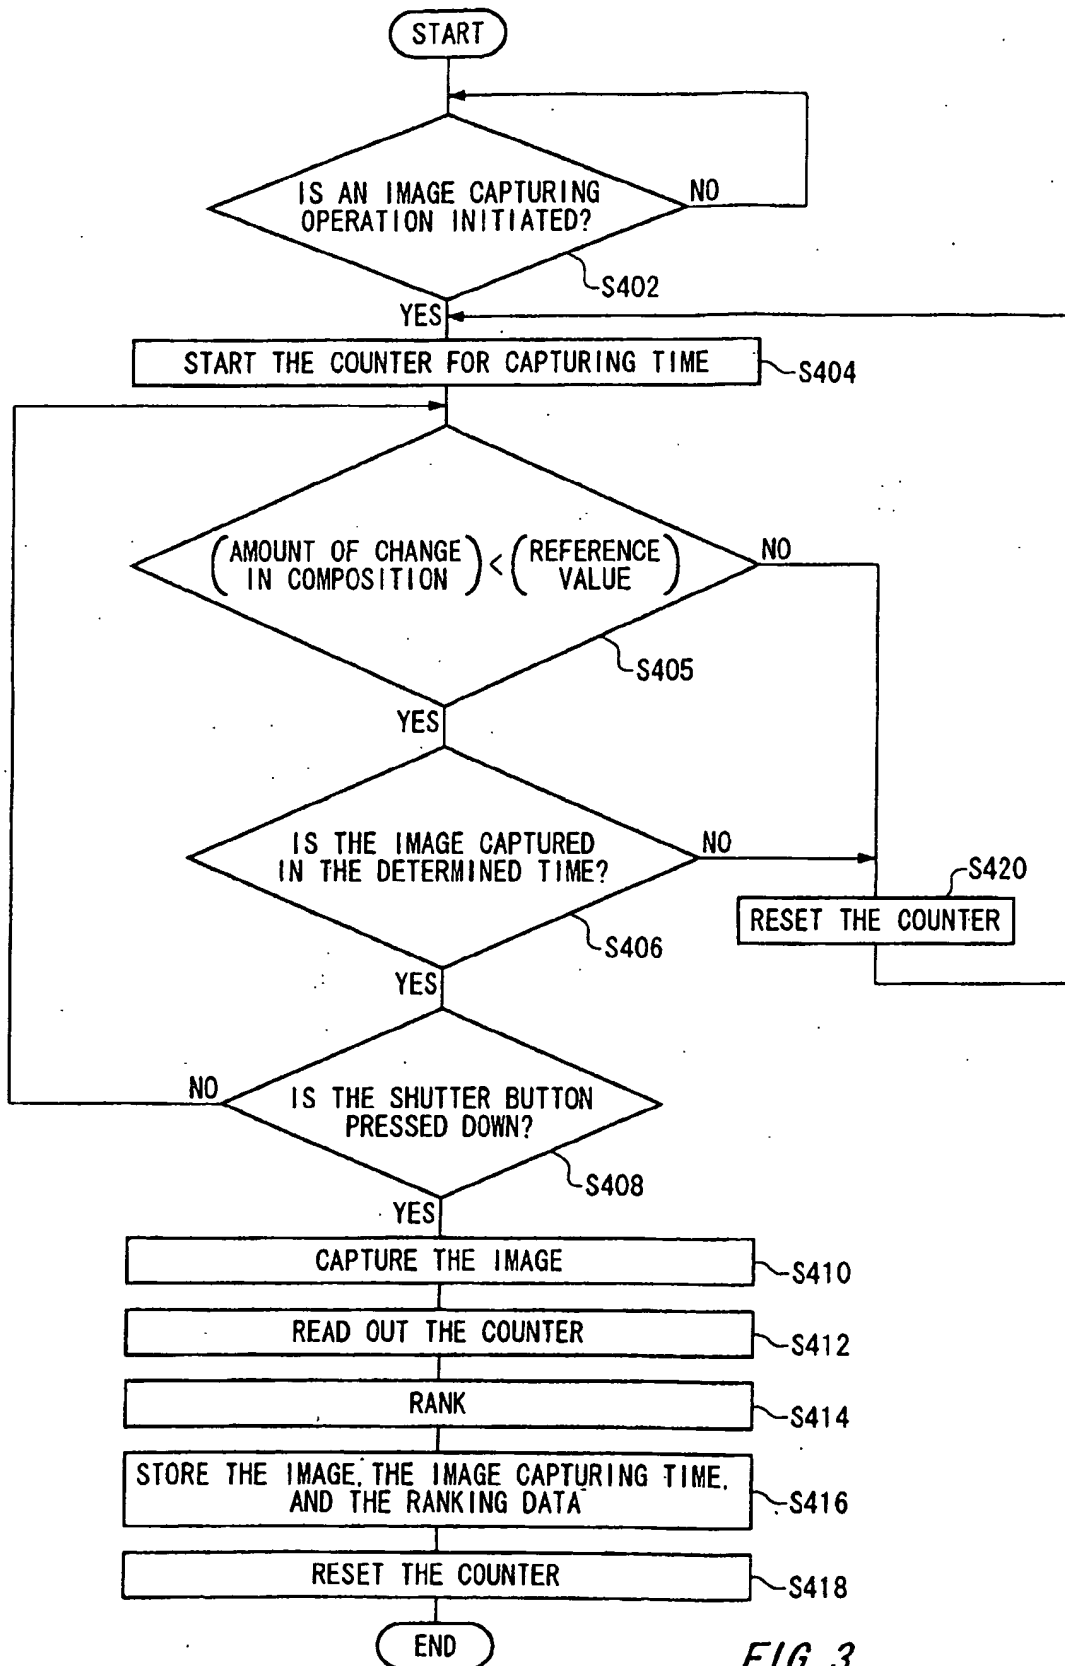 START
IS AN IMAGE CAPTURING
OPERATION INITIATED?
NO
S402
YES
START THE COUNTER FOR CAPTURING TIME
S404
(AMOUNT OF CHANGE
IN COMPOSITION) < (REFERENCE
VALUE)
NO
S405
YES
IS THE IMAGE CAPTURED
IN THE DETERMINED TIME?
NO
S406
S420
RESET THE COUNTER
YES
NO
IS THE SHUTTER BUTTON
PRESSED DOWN?
S408
YES
CAPTURE THE IMAGE
S410
READ OUT THE COUNTER
S412
RANK
S414
STORE THE IMAGE, THE IMAGE CAPTURING TIME,
AND THE RANKING DATA
S416
RESET THE COUNTER
S418
END
FIG. 3